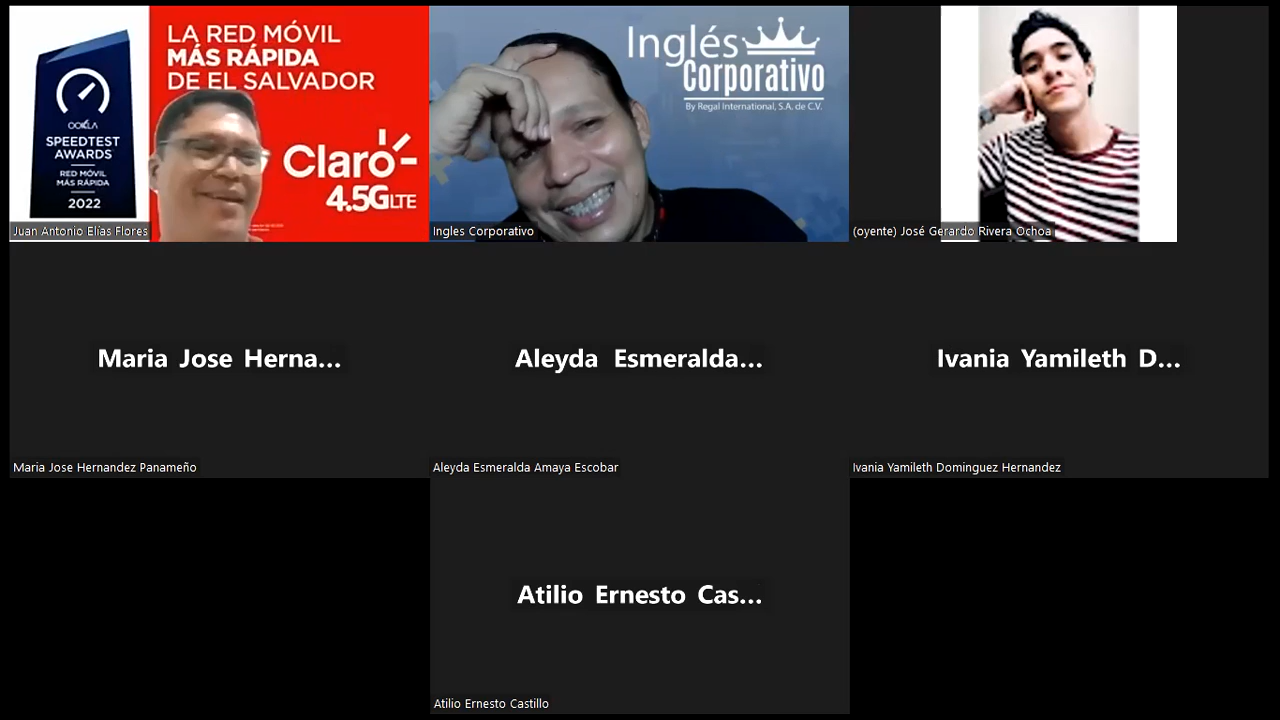 LA RED MÓVIL
MÁS RÁPIDA
DE EL SALVADOR
OOKLA
SPEEDTEST
AWARDS
RED MÓVIL
MÁS RÁPIDA
2022
Claro
4.5G LTE
Juan Antonio Elías Flores
Inglés
Corporativo
By Regal International, S.A. de C.V.
Ingles Corporativo
(oyente) José Gerardo Rivera Ochoa
Maria Jose Herna...
Maria Jose Hernandez Panameño
Aleyda Esmeralda...
Aleyda Esmeralda Amaya Escobar
Ivania Yamileth D...
Ivania Yamileth Dominguez Hernandez
Atilio Ernesto Cas...
Atilio Ernesto Castillo